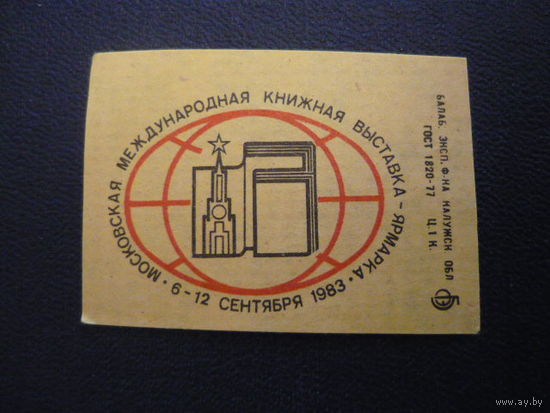 МОСКОВСКАЯ МЕЖДУНАРОДНАЯ КНИЖНАЯ ВЫСТАВКА-ЯРМАРКА
· 6-12 СЕНТЯБРЯ 1983 ·
БАЛАБ. ЭКСП. Ф-КА КАЛУЖСК ОБЛ
ГОСТ 1820-77 Ц. 1 К.
www.ay.by